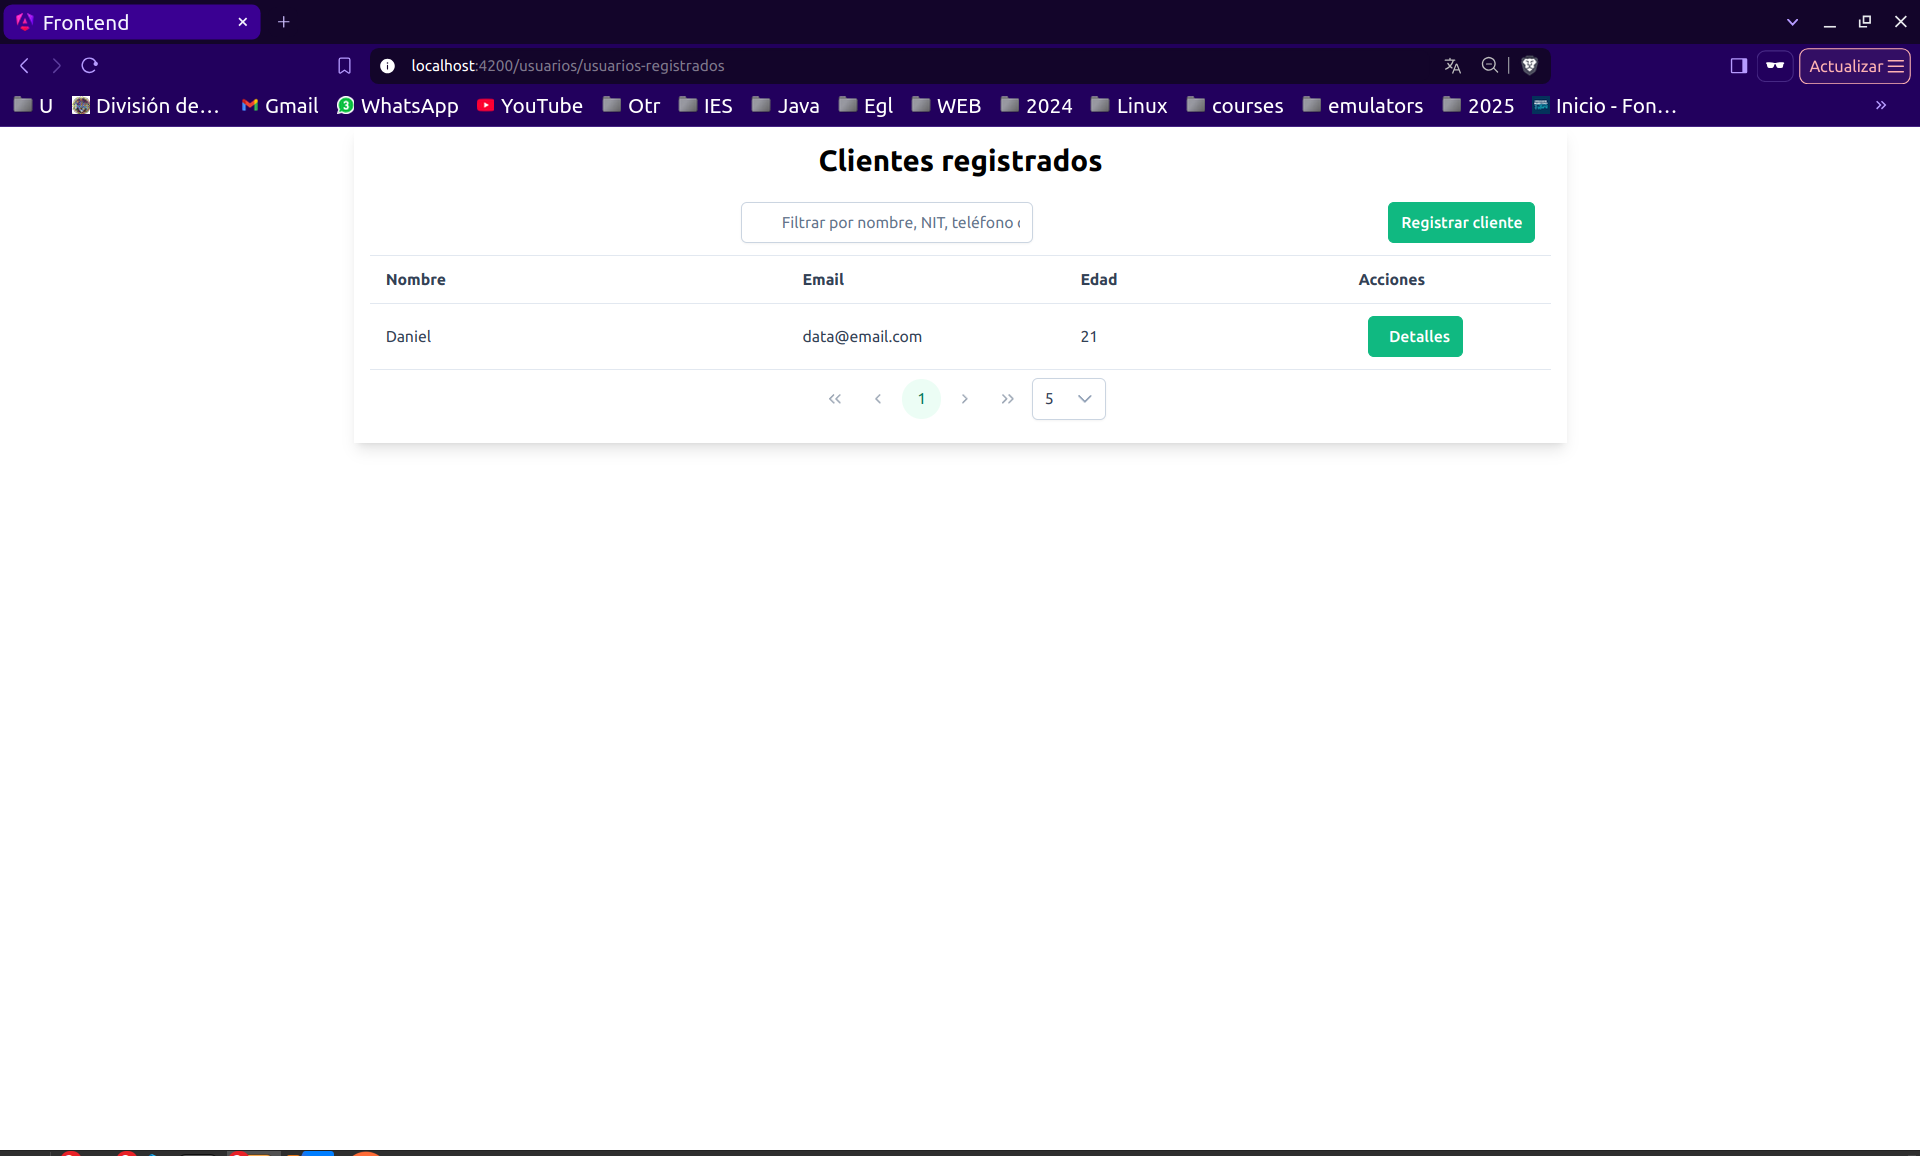 Frontend
localhost:4200/usuarios/usuarios-registrados
Actualizar
U División de... Gmail WhatsApp YouTube Otr IES Java Egl WEB 2024 Linux courses emulators 2025 Inicio - Fon...
Clientes registrados
Filtrar por nombre, NIT, teléfono
Registrar cliente
Nombre Email Edad Acciones
Daniel data@email.com 21 Detalles
1 5